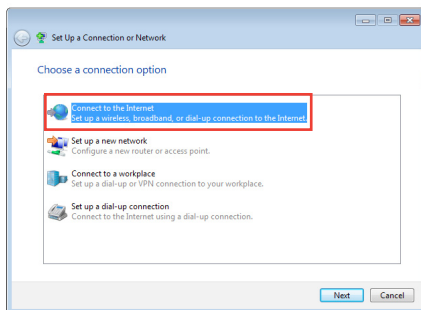 Set Up a Connection or Network
Choose a connection option
Connect to the Internet
Set up a wireless, broadband, or dial-up connection to the Internet.
Set up a new network
Configure a new router or access point.
Connect to a workplace
Set up a dial-up or VPN connection to your workplace.
Set up a dial-up connection
Connect to the Internet using a dial-up connection.
Next Cancel